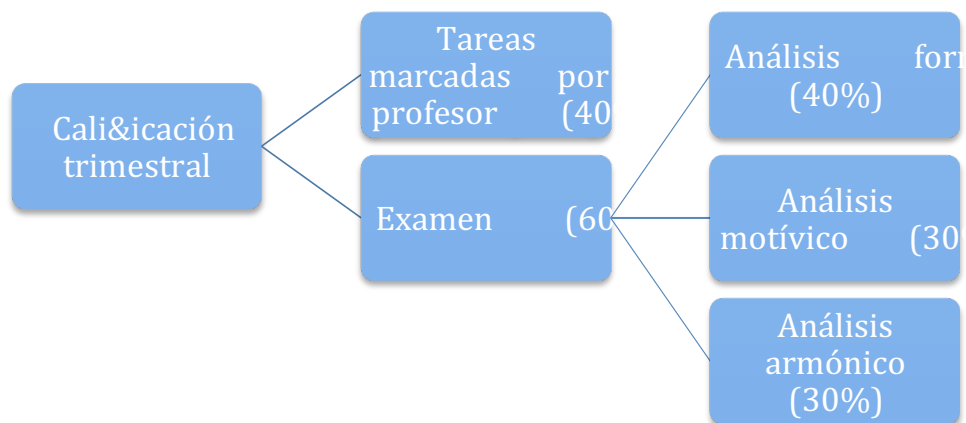 Cali&icación
trimestral
Tareas
marcadas por
profesor (40
Examen (60
Análisis for
(40%)
Análisis
motívico (30
Análisis
armónico
(30%)